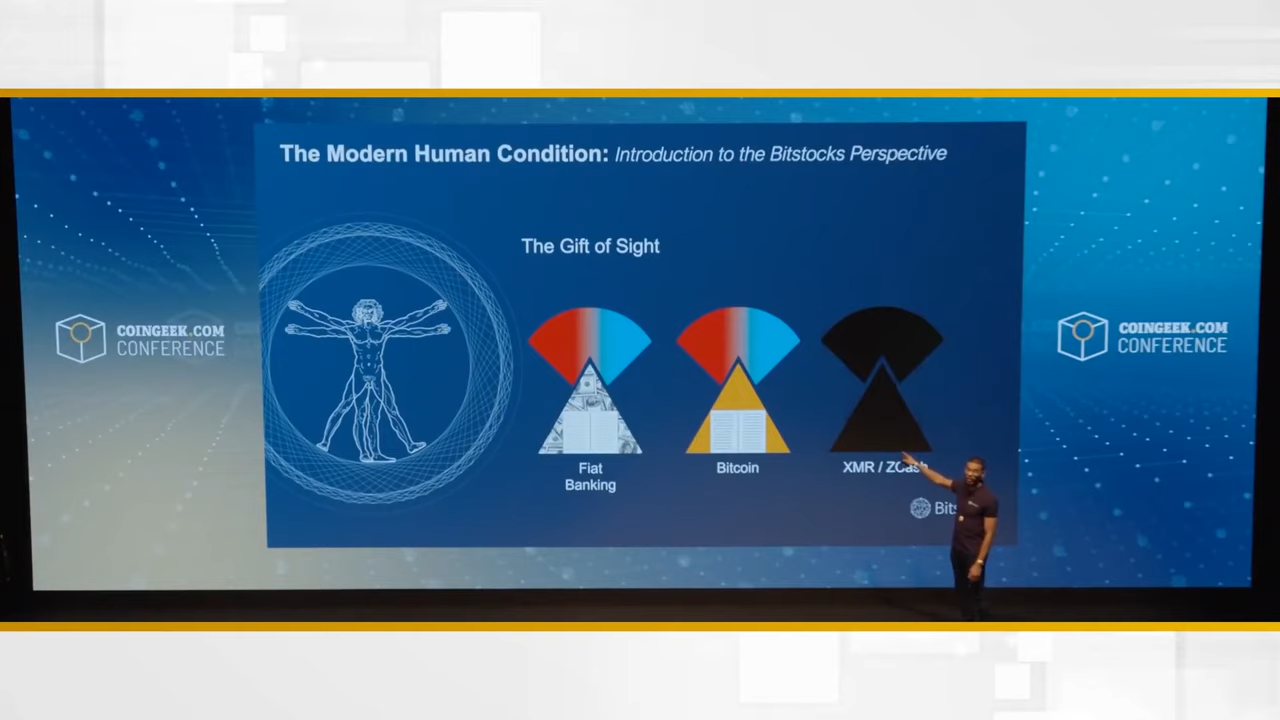 The Modern Human Condition: Introduction to the Bitstocks Perspective
The Gift of Sight
COINGEEK.COM
CONFERENCE
COINGEEK.COM
CONFERENCE
Fiat
Banking
Bitcoin
XMR /